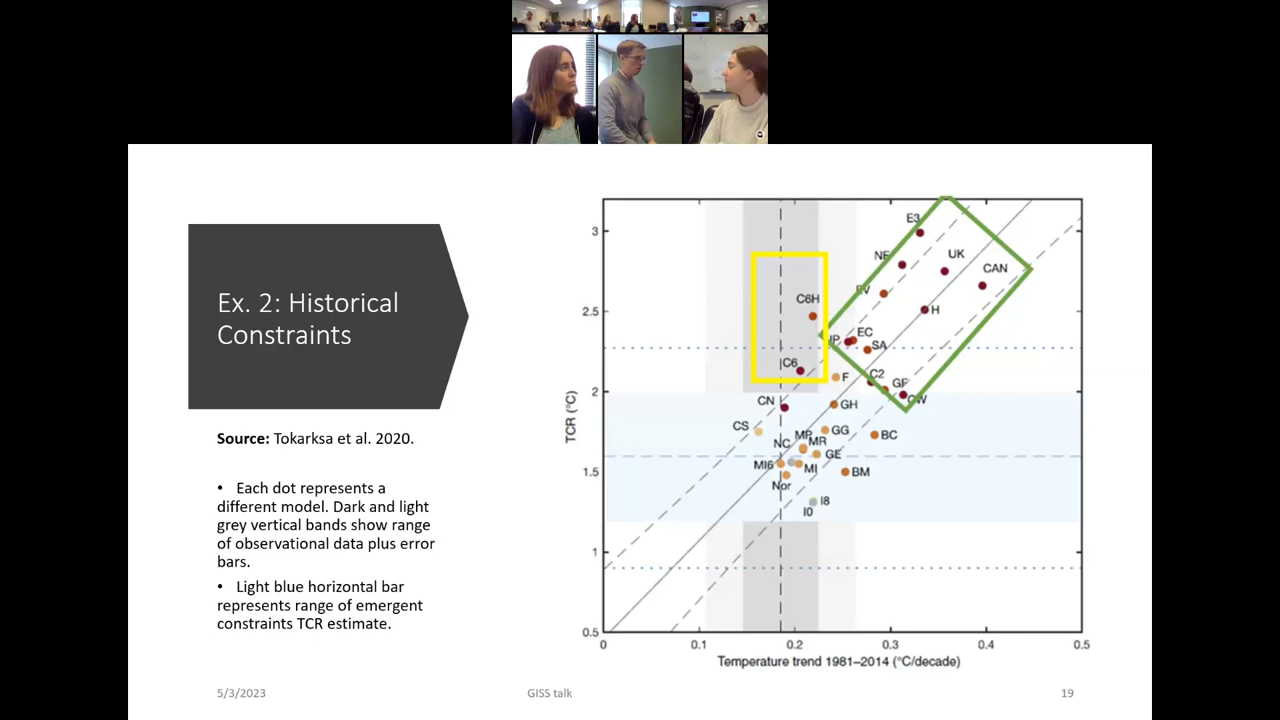 Ex. 2: Historical
Constraints
Source: Tokarksa et al. 2020.
• Each dot represents a
different model. Dark and light
grey vertical bands show range
of observational data plus error
bars.
• Light blue horizontal bar
represents range of emergent
constraints TCR estimate.
TCR (°C)
3
2.5
2
1.5
1
0.5
E3
NE
UK
CAN
C6H
H
EC
SA
C6
F
C2
GF
CW
CN
GH
CS
GG
BC
NC
MP
MR
GE
MI6
MI
BM
Nor
I8
I0
0
0.1
0.2
0.3
0.4
0.5
Temperature trend 1981–2014 (°C/decade)
5/3/2023
GISS talk
19